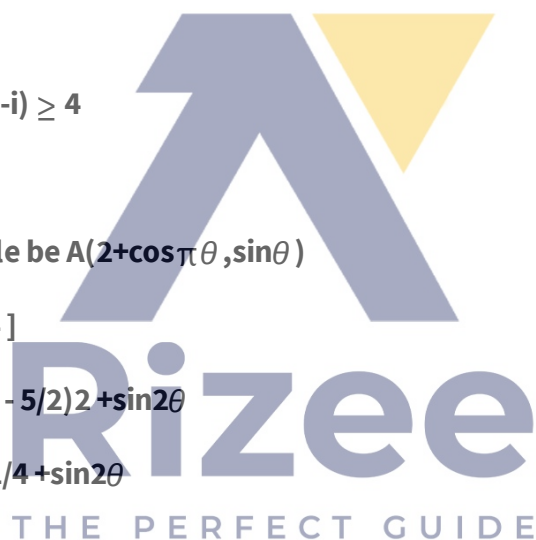 -i) ≥ 4
le be A(2+cosπθ ,sinθ )
]
- 5/2)2 +sin2θ
/4 +sin2θ
Rizee
THE PERFECT GUIDE